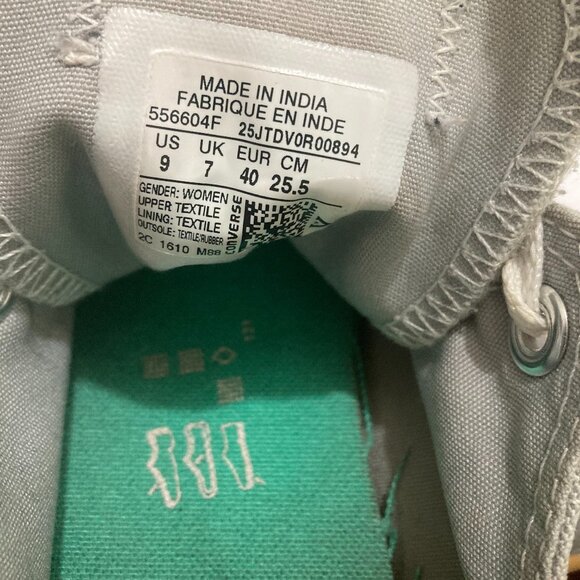 MADE IN INDIA
FABRIQUE EN INDE
556604F 25JTDV0R00894
US UK EUR CM
9 7 40 25.5
GENDER: WOMEN
UPPER TEXTILE
LINING: TEXTILE
OUTSOLE: TEXTILE/RUBBER
2C 1610 M88
CONVERSE